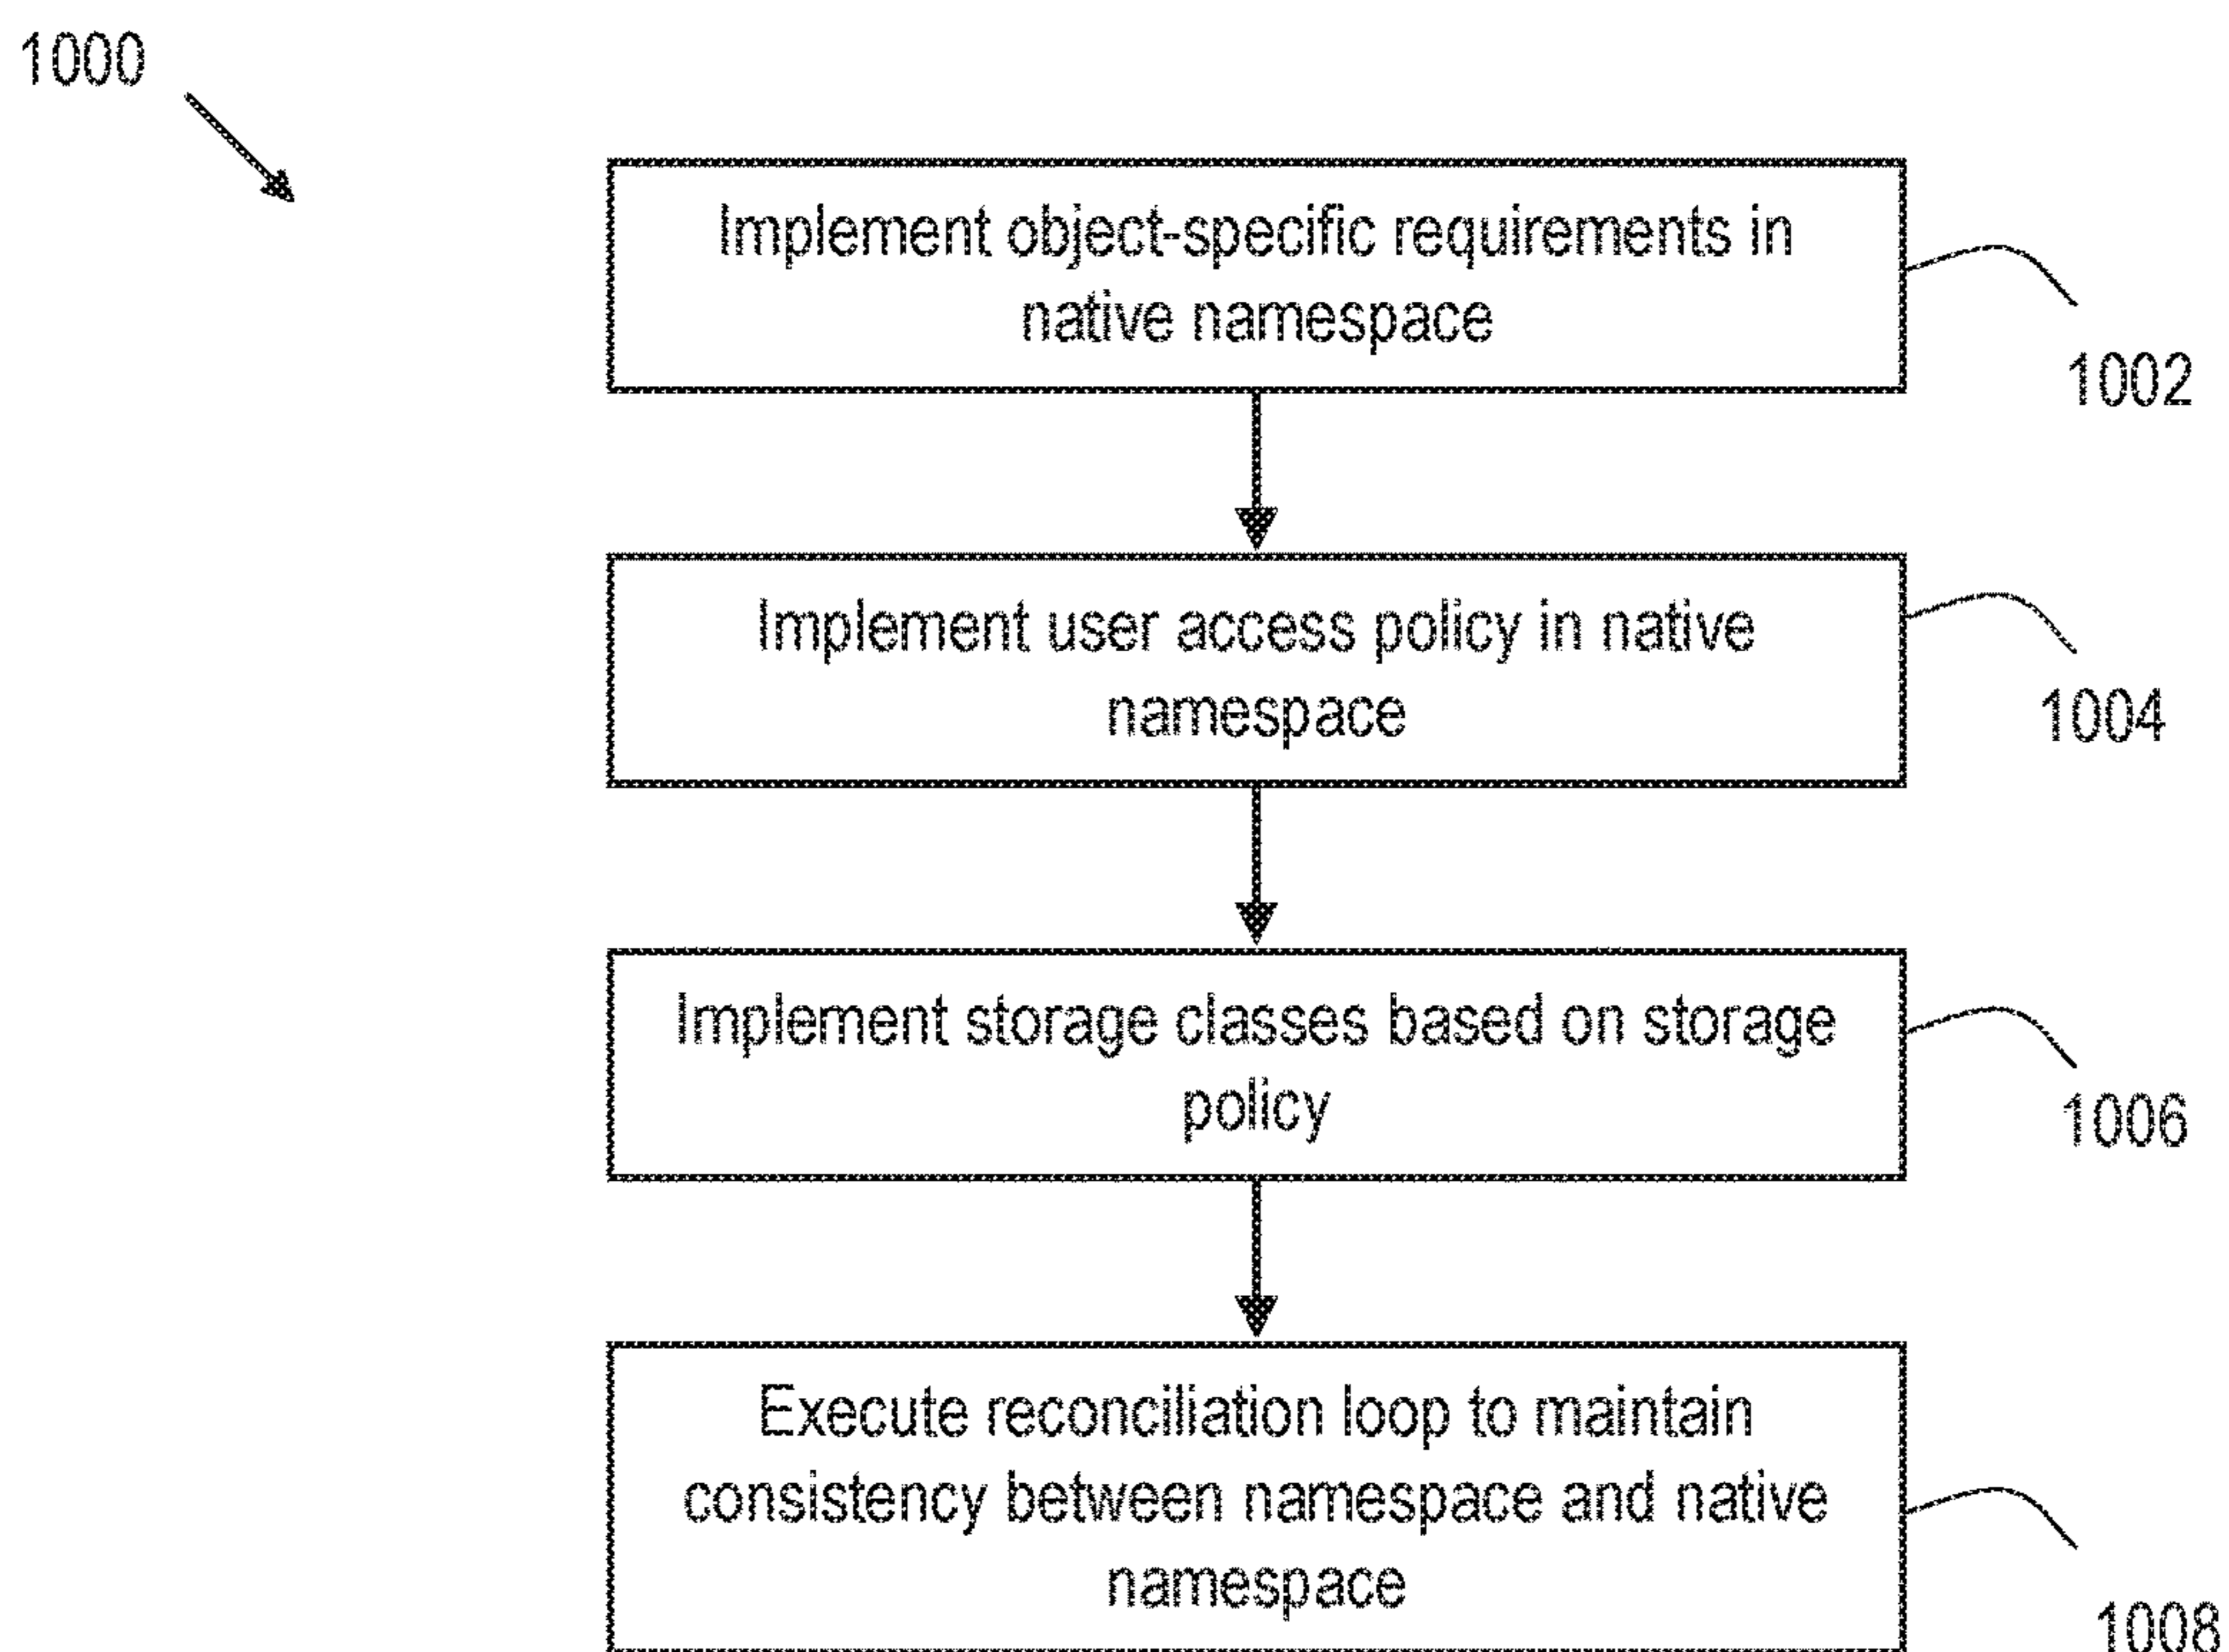 1000
Implement object-specific requirements in
native namespace
1002
Implement user access policy in native
namespace
1004
Implement storage classes based on storage
policy
1006
Execute reconciliation loop to maintain
consistency between namespace and native
namespace
1008